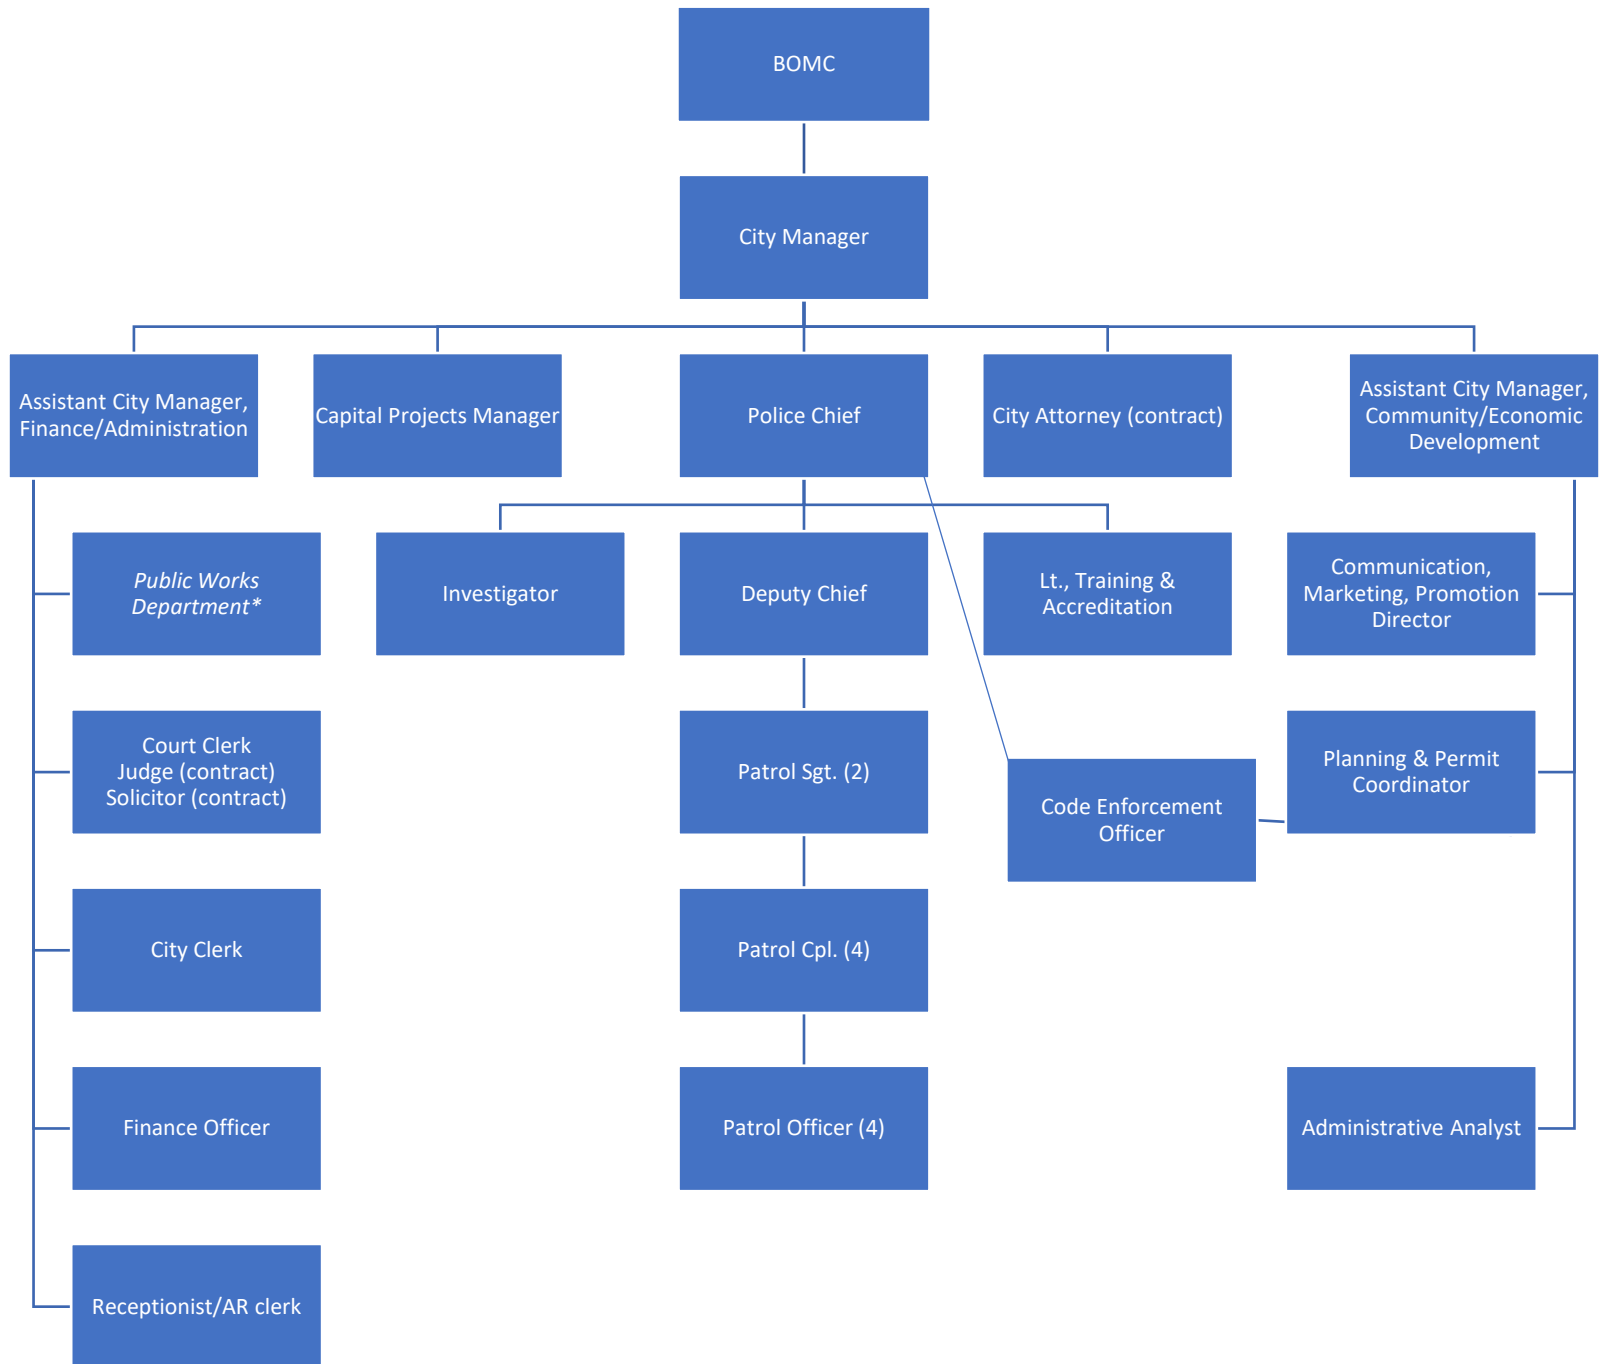 BOMC
City Manager
Assistant City Manager,
Finance/Administration
Capital Projects Manager
Police Chief
City Attorney (contract)
Assistant City Manager,
Community/Economic
Development
Public Works
Department*
Investigator
Deputy Chief
Lt., Training &
Accreditation
Communication,
Marketing, Promotion
Director
Court Clerk
Judge (contract)
Solicitor (contract)
Patrol Sgt. (2)
Code Enforcement
Officer
Planning & Permit
Coordinator
City Clerk
Patrol Cpl. (4)
Finance Officer
Patrol Officer (4)
Administrative Analyst
Receptionist/AR clerk